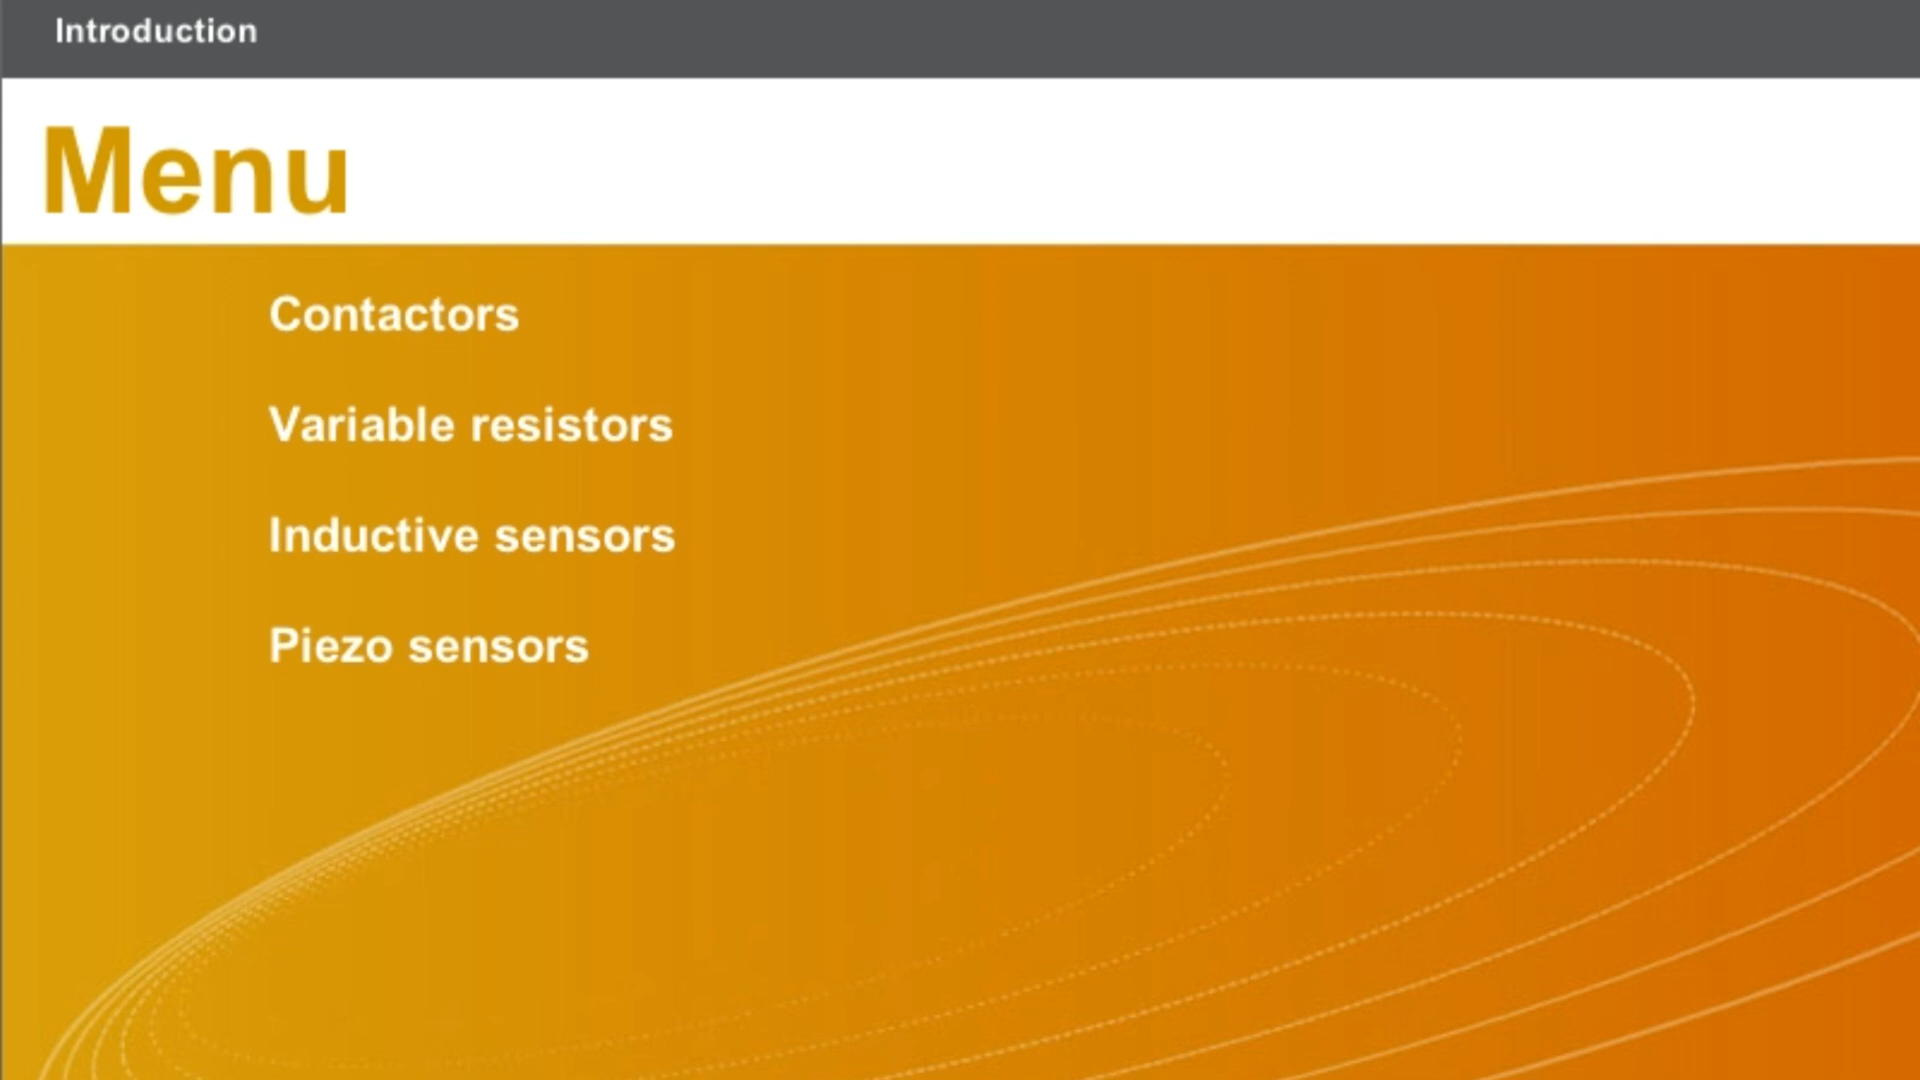 Introduction
Menu
Contactors
Variable resistors
Inductive sensors
Piezo sensors